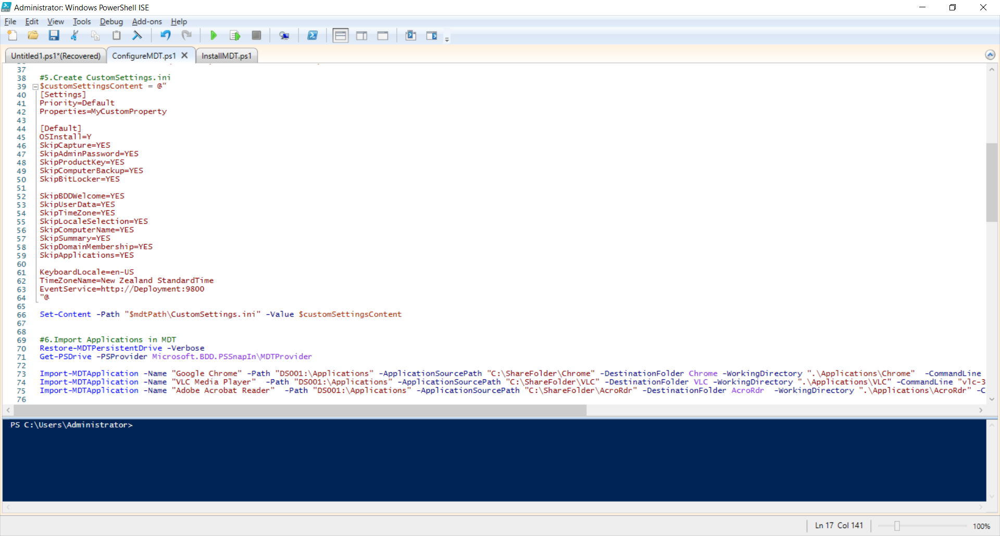 Administrator: Windows PowerShell ISE
File Edit View Tools Debug Add-ons Help
Untitled1.ps1*(Recovered) ConfigureMDT.ps1 InstallMDT.ps1
37
38 #5.Create CustomSettings.ini
39 $customSettingsContent = @"
40 [Settings]
41 Priority=Default
42 Properties=MyCustomProperty
43
44 [Default]
45 OSInstall=Y
46 SkipCapture=YES
47 SkipAdminPassword=YES
48 SkipProductKey=YES
49 SkipComputerBackup=YES
50 SkipBitLocker=YES
51
52 SkipBDDWelcome=YES
53 SkipUserData=YES
54 SkipTimeZone=YES
55 SkipLocaleSelection=YES
56 SkipComputerName=YES
57 SkipSummary=YES
58 SkipDomainMembership=YES
59 SkipApplications=YES
60
61 KeyboardLocale=en-US
62 TimeZoneName=New Zealand StandardTime
63 EventService=http://Deployment:9800
64 "@
65
66 Set-Content -Path "$mdtPath\CustomSettings.ini" -Value $customSettingsContent
67
68
69 #6.Import Applications in MDT
70 Restore-MDTPersistentDrive -Verbose
71 Get-PSDrive -PSProvider Microsoft.BDD.PSSnapIn\MDTProvider
72
73 Import-MDTApplication -Name "Google Chrome" -Path "DS001:\Applications" -ApplicationSourcePath "C:\ShareFolder\Chrome" -DestinationFolder Chrome -WorkingDirectory ".\Applications\Chrome"  -CommandLine
74 Import-MDTApplication -Name "VLC Media Player"  -Path "DS001:\Applications" -ApplicationSourcePath "C:\ShareFolder\VLC" -DestinationFolder VLC -WorkingDirectory ".\Applications\VLC" -CommandLine "vlc-3
75 Import-MDTApplication -Name "Adobe Acrobat Reader"  -Path "DS001:\Applications" -ApplicationSourcePath "C:\ShareFolder\AcroRdr" -DestinationFolder AcroRdr  -WorkingDirectory ".\Applications\AcroRdr" -C
76
PS C:\Users\Administrator>
Ln 17 Col 141 100%